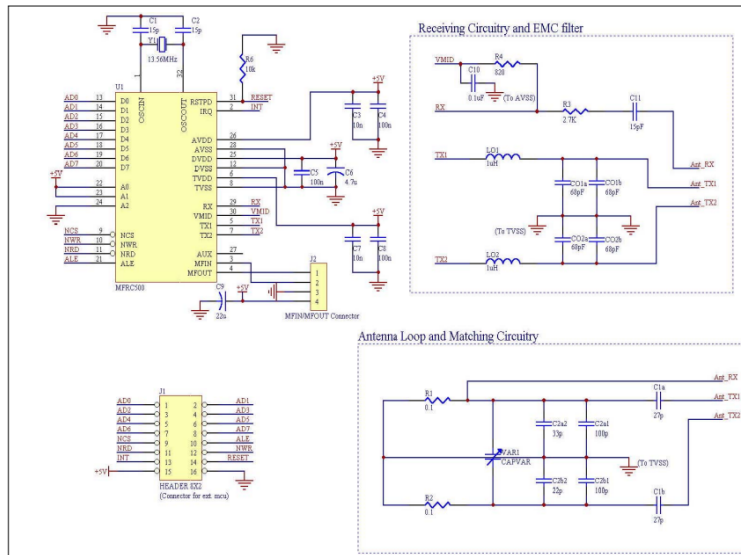 C1
15p
C2
15p
Y1
13.56MHz
R6
10k
U1
1
32
OSCIN
OSCOUT
AD0 13 D0
AD1 14 D1
AD2 15 D2
AD3 16 D3
AD4 17 D4
AD5 18 D5
AD6 19 D6
AD7 20 D7
+5V
22 A0
23 A1
24 A2
NCS 9 NCS
NWR 10 NWR
NRD 11 NRD
ALE 21 ALE
MFRC500
RSTPD 31 RESET
IRQ 2 INT
AVDD 26
AVSS 28
DVDD 25
DVSS 12
TVDD 6
TVSS 8
RX 29 RX
VMID 30 VMID
TX1 5 TX1
TX2 7 TX2
AUX 27
MFIN 3
MFOUT 4
+5V
C3
10n
C4
100n
+5V
C5
100n
C6
4.7u
+5V
C7
10n
C8
100n
J2
1
2
3
4
MFIN/MFOUT Connector
C9
22u
+5V
J1
AD0 1 2 AD1
AD2 3 4 AD3
AD4 5 6 AD5
AD6 7 8 AD7
NCS 9 10 ALE
NRD 11 12 NWR
INT 13 14 RESET
+5V 15 16
HEADER 8X2
(Connector for ext. mcu)
Receiving Circuitry and EMC filter
VMID
R4
820
C10
0.1uF
(To AVSS)
RX
R3
2.7K
C11
15pF
Ant_RX
TX1
LO1
1uH
Ant_TX1
CO1a
68pF
CO1b
68pF
Ant_TX2
(To TVSS)
CO2a
68pF
CO2b
68pF
TX2
LO2
1uH
Antenna Loop and Matching Circuitry
Ant_RX
R1
0.1
C1a
27p
Ant_TX1
Ant_TX2
C2a2
33p
C2a1
100p
VAR1
CAPVAR
(To TVSS)
C2b2
22p
C2b1
100p
R2
0.1
C1b
27p